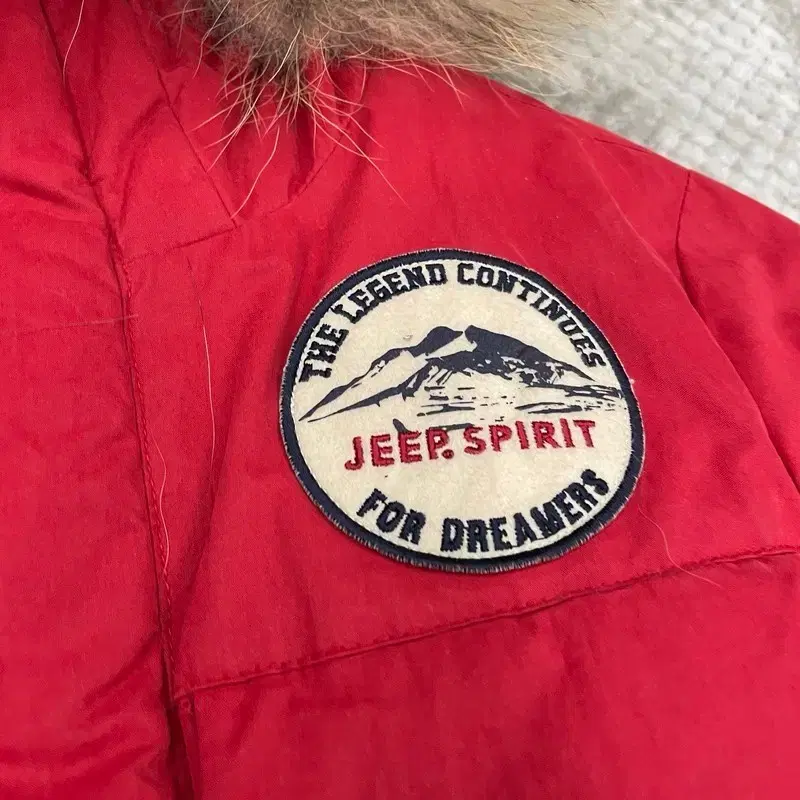 THE LEGEND CONTINUES
JEEP. SPIRIT
FOR DREAMERS